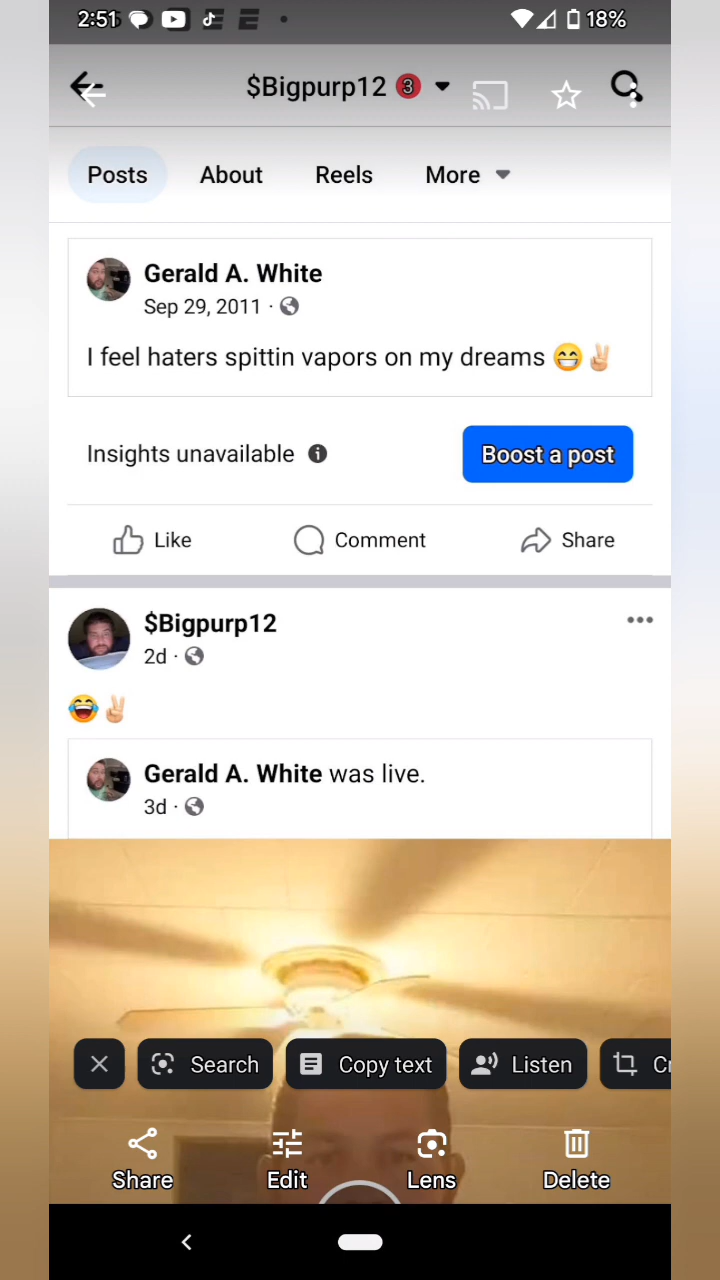 2:51 18%
$Bigpurp12 3
Posts About Reels More
Gerald A. White
Sep 29, 2011 ·
I feel haters spittin vapors on my dreams 😁✌🏻
Insights unavailable Boost a post
Like Comment Share
$Bigpurp12
2d ·
😂✌🏻
Gerald A. White was live.
3d ·
Search Copy text Listen Cr
Share Edit Lens Delete